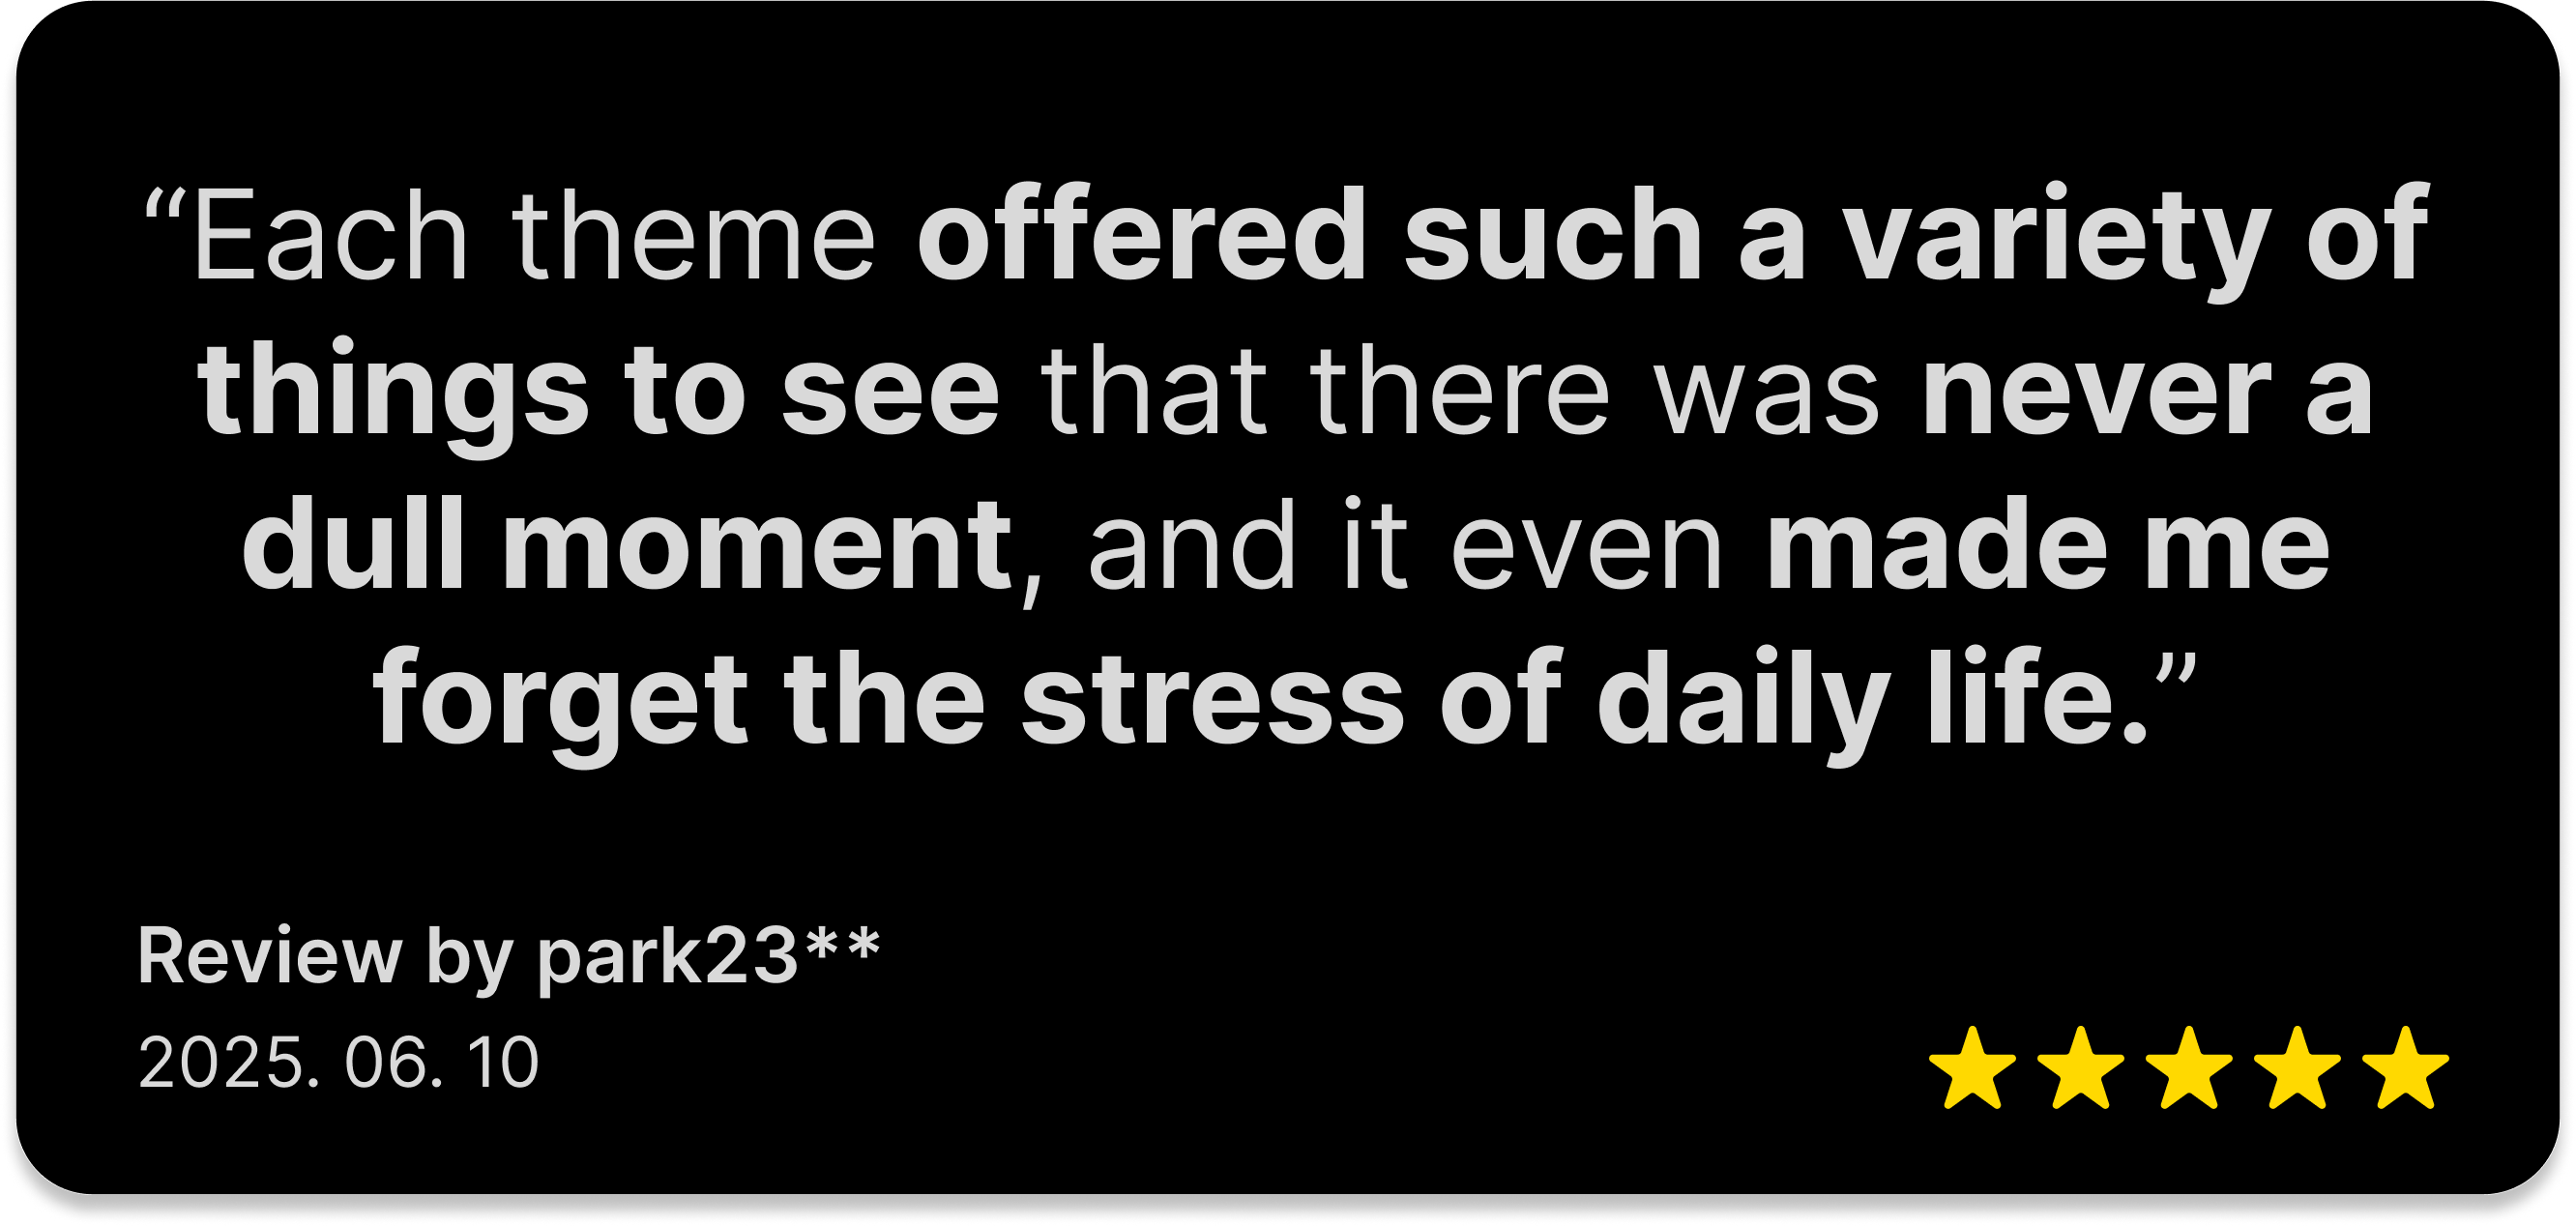 “Each theme offered such a variety of
things to see that there was never a
dull moment, and it even made me
forget the stress of daily life.”
Review by park23**
2025. 06. 10